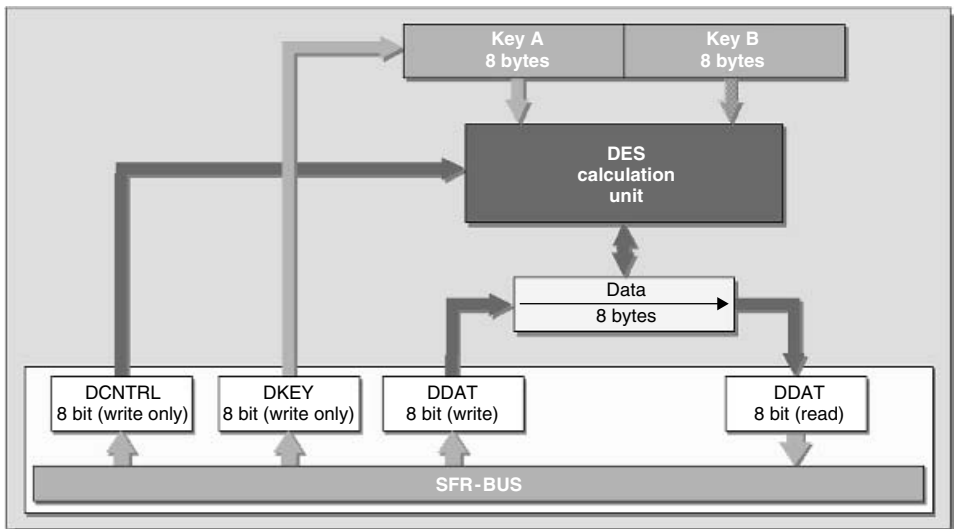 Key A
8 bytes
Key B
8 bytes
DES
calculation
unit
Data
8 bytes
DCNTRL
8 bit (write only)
DKEY
8 bit (write only)
DDAT
8 bit (write)
DDAT
8 bit (read)
SFR-BUS